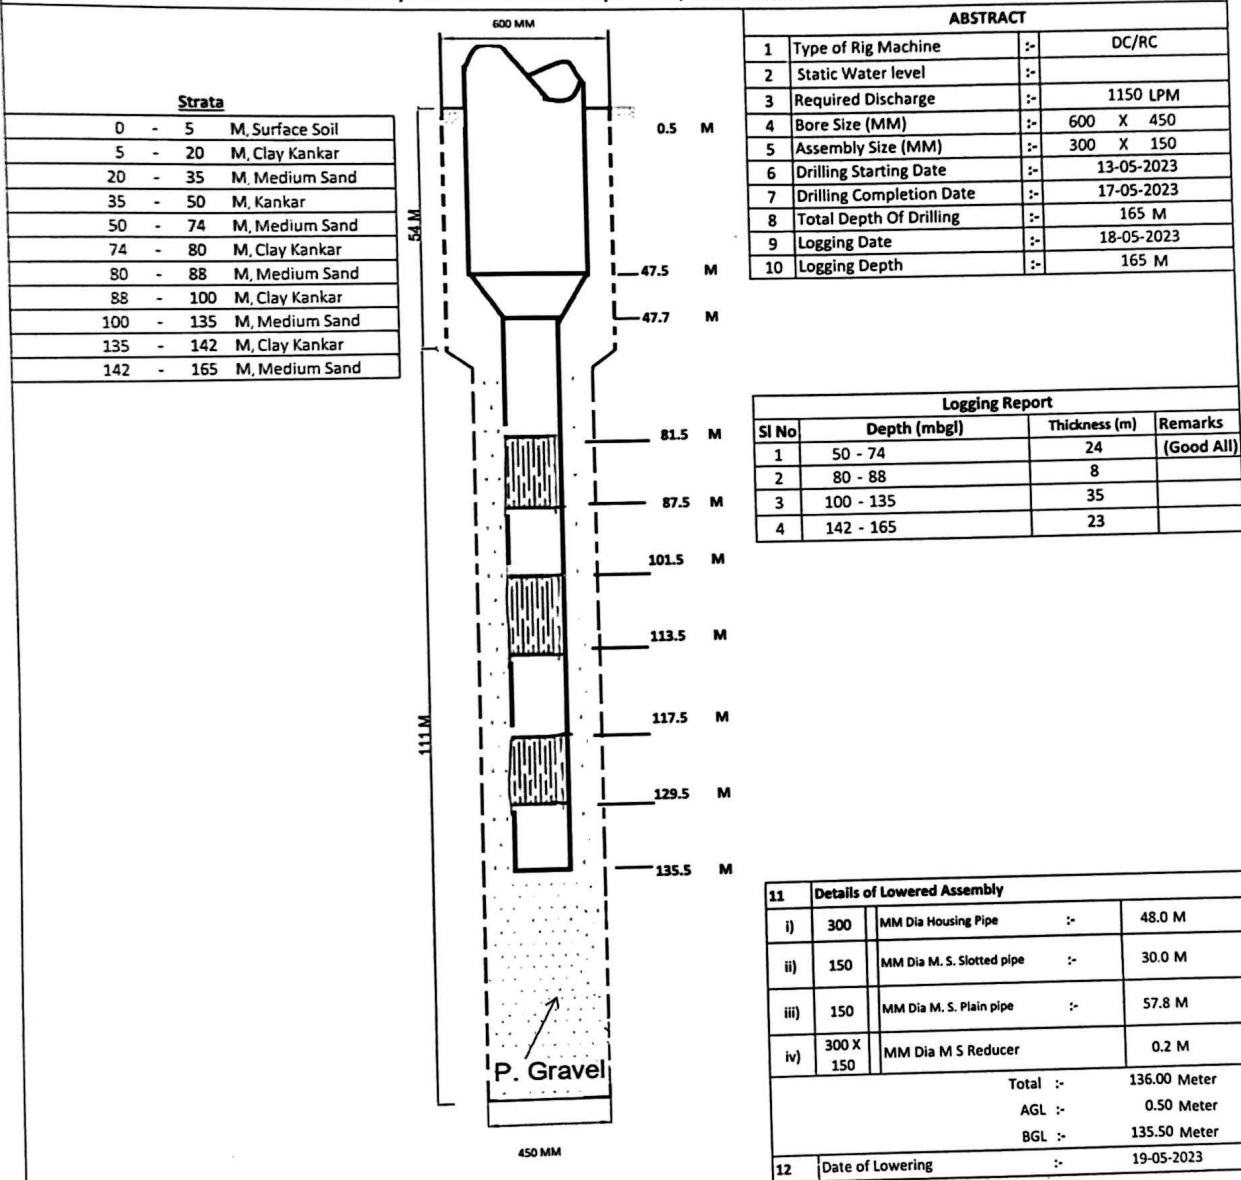 600 MM
Strata
0 - 5 M, Surface Soil
5 - 20 M, Clay Kankar
20 - 35 M, Medium Sand
35 - 50 M, Kankar
50 - 74 M, Medium Sand
74 - 80 M, Clay Kankar
80 - 88 M, Medium Sand
88 - 100 M, Clay Kankar
100 - 135 M, Medium Sand
135 - 142 M, Clay Kankar
142 - 165 M, Medium Sand
54 M
111 M
0.5 M
47.5 M
47.7 M
81.5 M
87.5 M
101.5 M
113.5 M
117.5 M
129.5 M
135.5 M
P. Gravel
450 MM
ABSTRACT
1 Type of Rig Machine :- DC/RC
2 Static Water level :-
3 Required Discharge :- 1150 LPM
4 Bore Size (MM) :- 600 X 450
5 Assembly Size (MM) :- 300 X 150
6 Drilling Starting Date :- 13-05-2023
7 Drilling Completion Date :- 17-05-2023
8 Total Depth Of Drilling :- 165 M
9 Logging Date :- 18-05-2023
10 Logging Depth :- 165 M
Logging Report
Sl No Depth (mbgl) Thickness (m) Remarks
1 50 - 74 24 (Good All)
2 80 - 88 8
3 100 - 135 35
4 142 - 165 23
11 Details of Lowered Assembly
i) 300 MM Dia Housing Pipe :- 48.0 M
ii) 150 MM Dia M. S. Slotted pipe :- 30.0 M
iii) 150 MM Dia M. S. Plain pipe :- 57.8 M
iv) 300 X 150 MM Dia M S Reducer 0.2 M
Total :- 136.00 Meter
AGL :- 0.50 Meter
BGL :- 135.50 Meter
12 Date of Lowering :- 19-05-2023